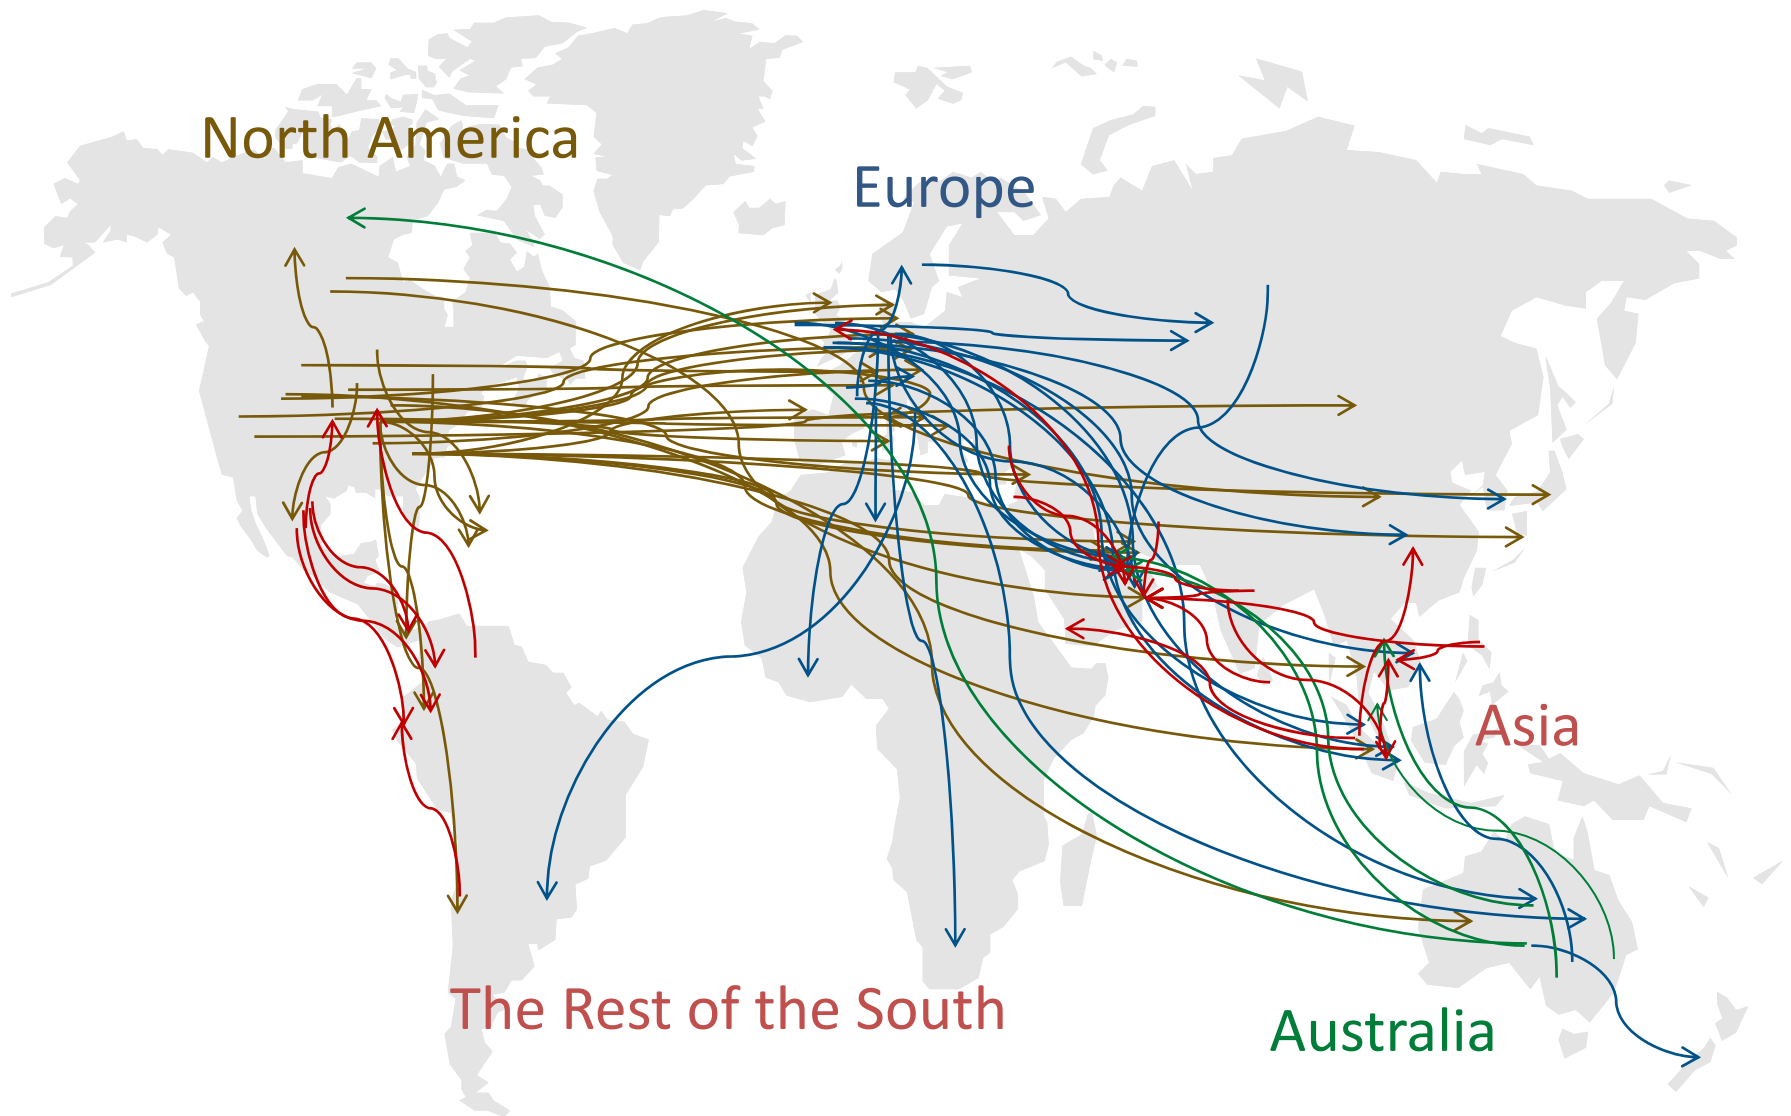 North America
Europe
Asia
The Rest of the South
Australia